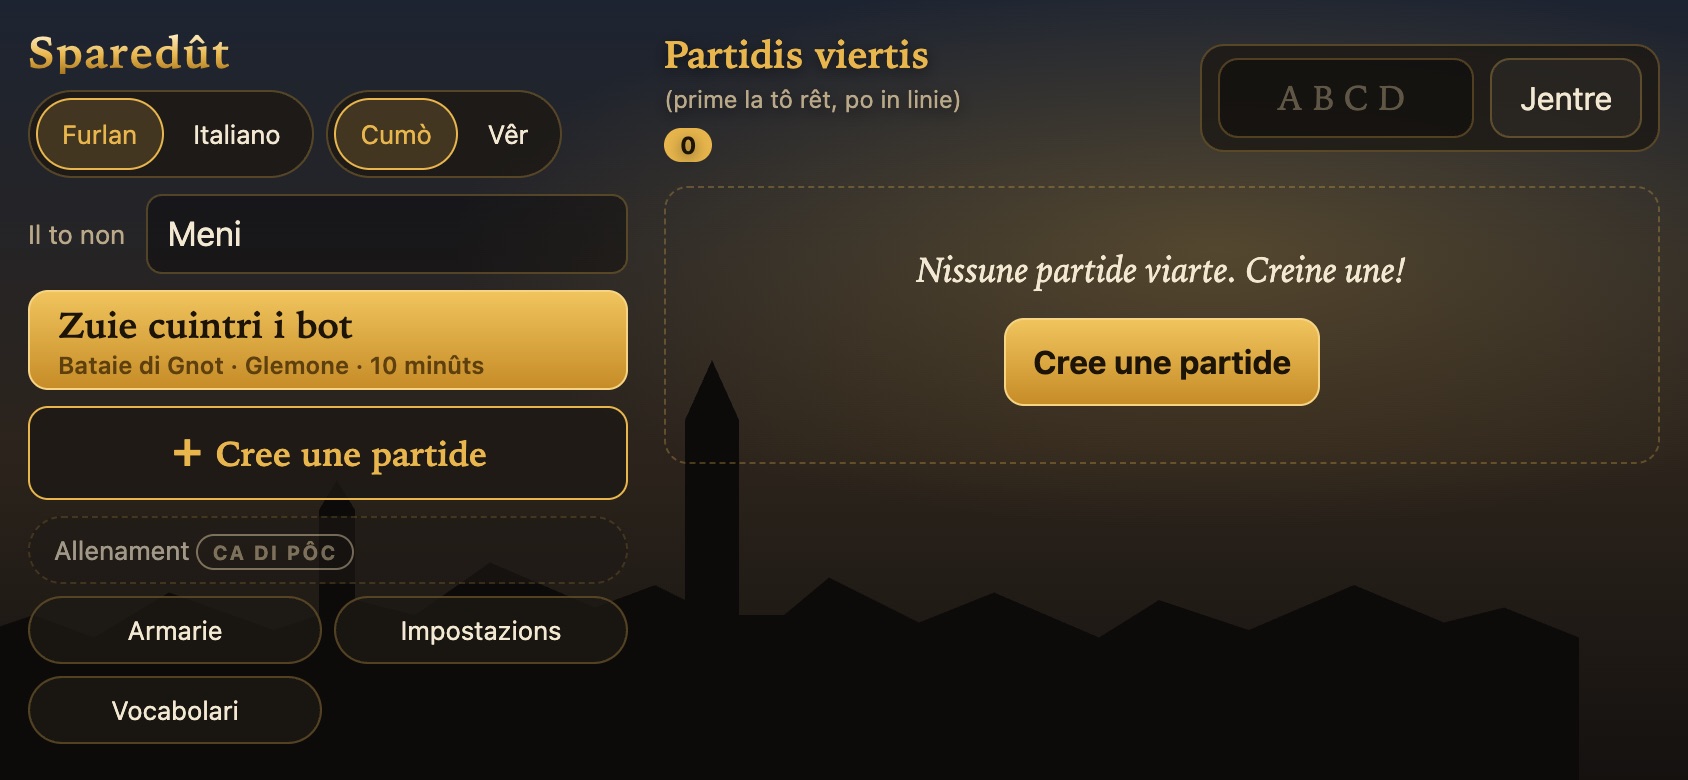 Sparedût
Furlan
Italiano
Cumò
Vêr
Il to non
Meni
Zuie cuintri i bot
Bataie di Gnot · Glemone · 10 minûts
+ Cree une partide
Allenament CA DI PÔC
Armarie
Impostazions
Vocabolari
Partidis viertis
(prime la tô rêt, po in linie)
0
ABCD
Jentre
Nissune partide viarte. Creine une!
Cree une partide